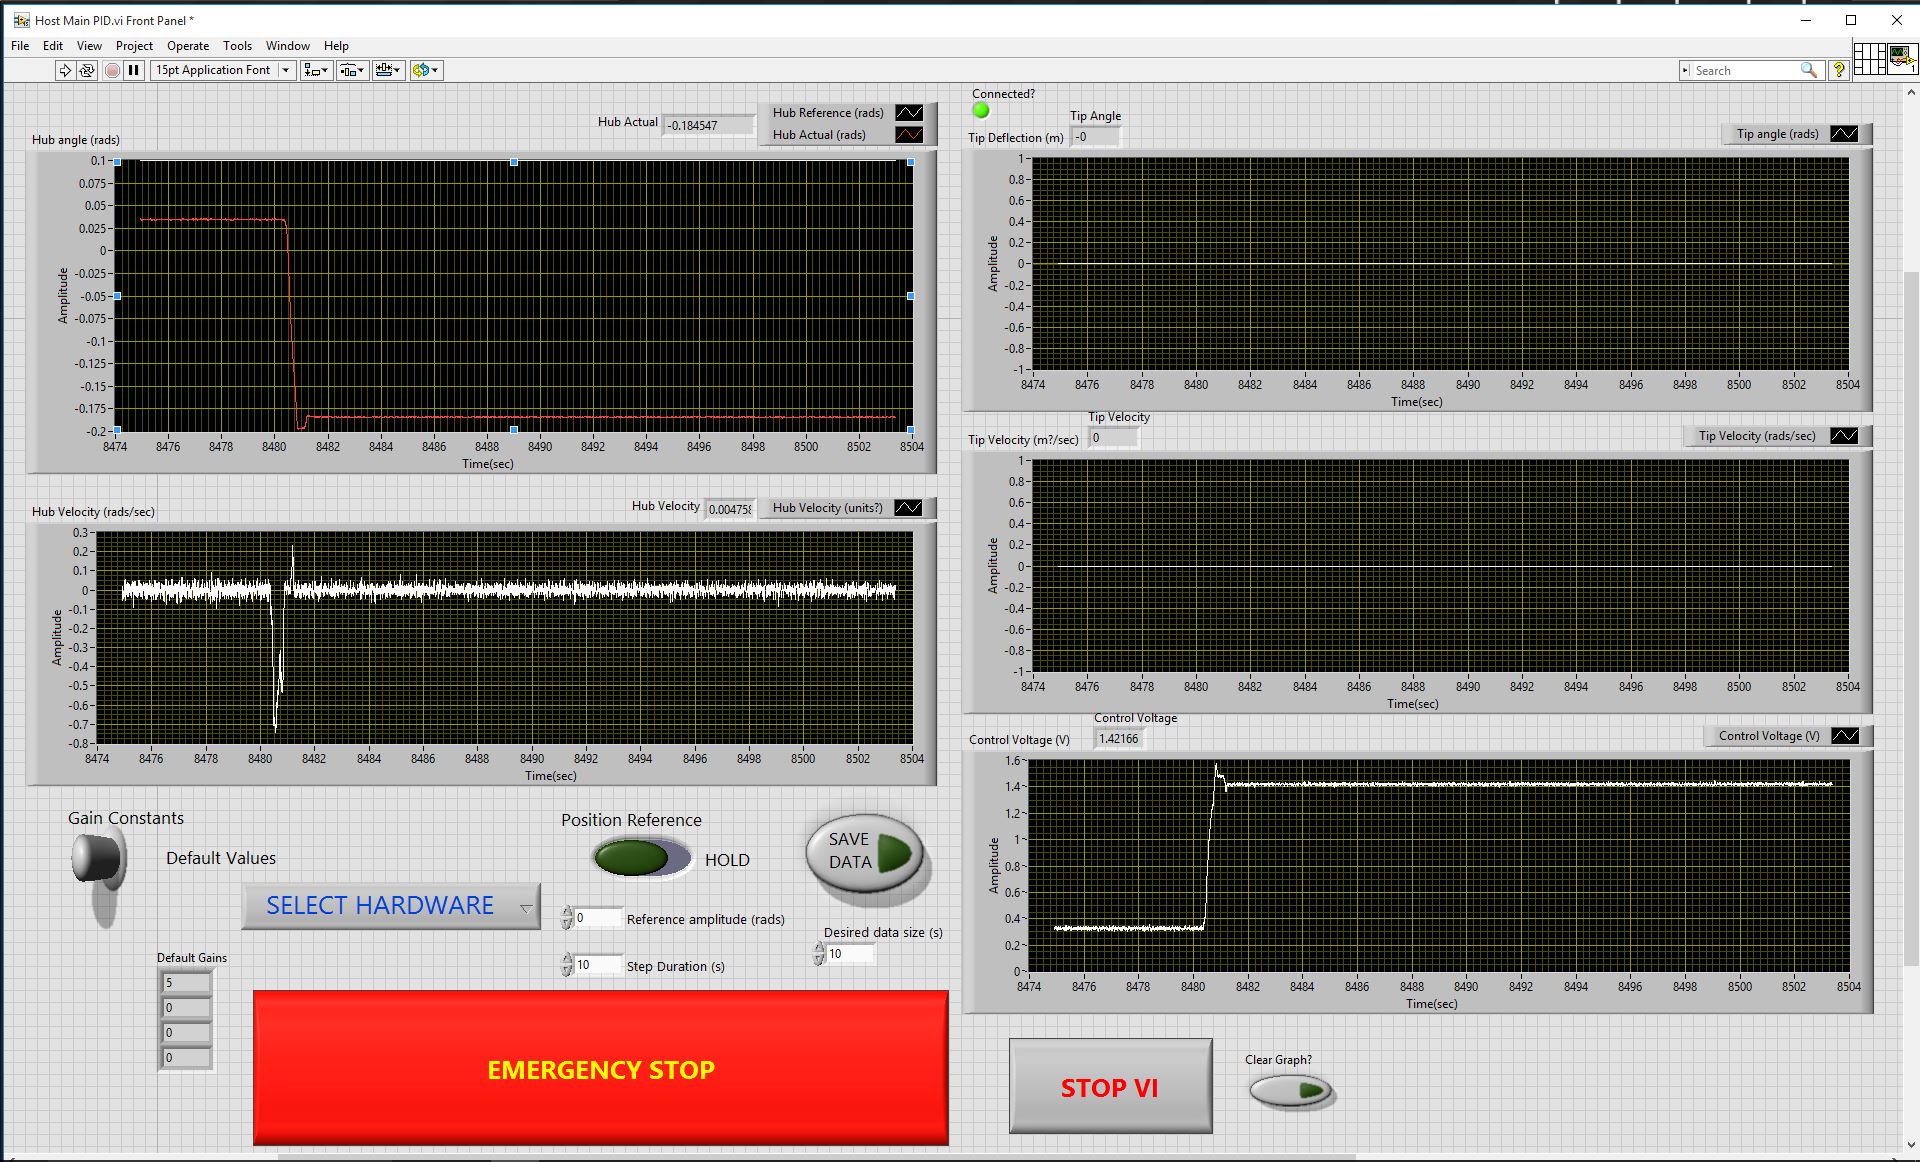 Host Main PID.vi Front Panel *
File Edit View Project Operate Tools Window Help
15pt Application Font
Search
?
1
Hub angle (rads)
Hub Actual -0.184547
Hub Reference (rads)
Hub Actual (rads)
Amplitude
0.1
0.075
0.05
0.025
0
-0.025
-0.05
-0.075
-0.1
-0.125
-0.15
-0.175
-0.2
8474 8476 8478 8480 8482 8484 8486 8488 8490 8492 8494 8496 8498 8500 8502 8504
Time(sec)
Hub Velocity (rads/sec)
Hub Velocity 0.004758
Hub Velocity (units?)
Amplitude
0.3
0.2
0.1
0
-0.1
-0.2
-0.3
-0.4
-0.5
-0.6
-0.7
-0.8
8474 8476 8478 8480 8482 8484 8486 8488 8490 8492 8494 8496 8498 8500 8502 8504
Time(sec)
Connected?
Tip Angle
Tip Deflection (m) -0
Tip angle (rads)
Amplitude
1
0.8
0.6
0.4
0.2
0
-0.2
-0.4
-0.6
-0.8
-1
8474 8476 8478 8480 8482 8484 8486 8488 8490 8492 8494 8496 8498 8500 8502 8504
Time(sec)
Tip Velocity
Tip Velocity (m?/sec) 0
Tip Velocity (rads/sec)
Amplitude
1
0.8
0.6
0.4
0.2
0
-0.2
-0.4
-0.6
-0.8
-1
8474 8476 8478 8480 8482 8484 8486 8488 8490 8492 8494 8496 8498 8500 8502 8504
Time(sec)
Control Voltage
Control Voltage (V) 1.42166
Control Voltage (V)
Amplitude
1.6
1.4
1.2
1
0.8
0.6
0.4
0.2
0
8474 8476 8478 8480 8482 8484 8486 8488 8490 8492 8494 8496 8498 8500 8502 8504
Time(sec)
Gain Constants
Default Values
SELECT HARDWARE
Default Gains
5
0
0
0
Position Reference
HOLD
0 Reference amplitude (rads)
10 Step Duration (s)
SAVE
DATA
Desired data size (s)
10
EMERGENCY STOP
STOP VI
Clear Graph?